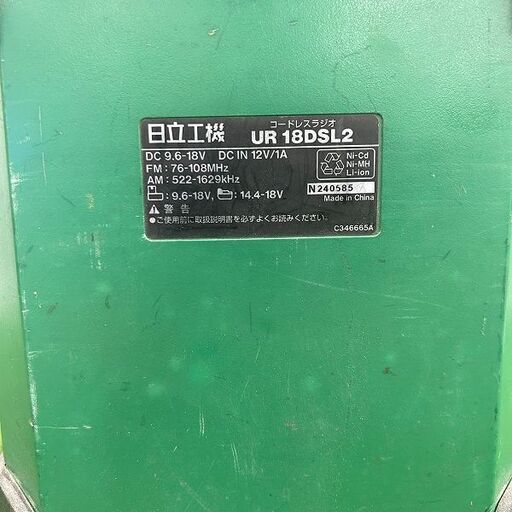 コードレスラジオ
日立工機 UR 18DSL2
DC 9.6-18V DC IN 12V/1A
FM : 76-108MHz
AM : 522-1629kHz
: 9.6-18V, : 14.4-18V
Ni-Cd
Ni-MH
Li-ion
N 240585
Made in China
警告
●ご使用前に取扱説明書を必ずよくお読みください。
C346665A